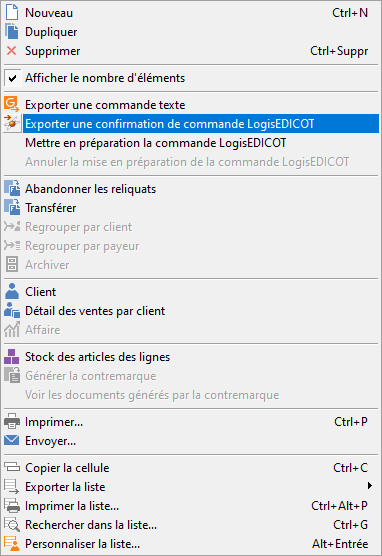 Nouveau Ctrl+N
Dupliquer
Supprimer Ctrl+Suppr
Afficher le nombre d'éléments
Exporter une commande texte
Exporter une confirmation de commande LogisEDICOT
Mettre en préparation la commande LogisEDICOT
Annuler la mise en préparation de la commande LogisEDICOT
Abandonner les reliquats
Transférer
Regrouper par client
Regrouper par payeur
Archiver
Client
Détail des ventes par client
Affaire
Stock des articles des lignes
Générer la contremarque
Voir les documents générés par la contremarque
Imprimer... Ctrl+P
Envoyer...
Copier la cellule Ctrl+C
Exporter la liste
Imprimer la liste... Ctrl+Alt+P
Rechercher dans la liste... Ctrl+G
Personnaliser la liste... Alt+Entrée